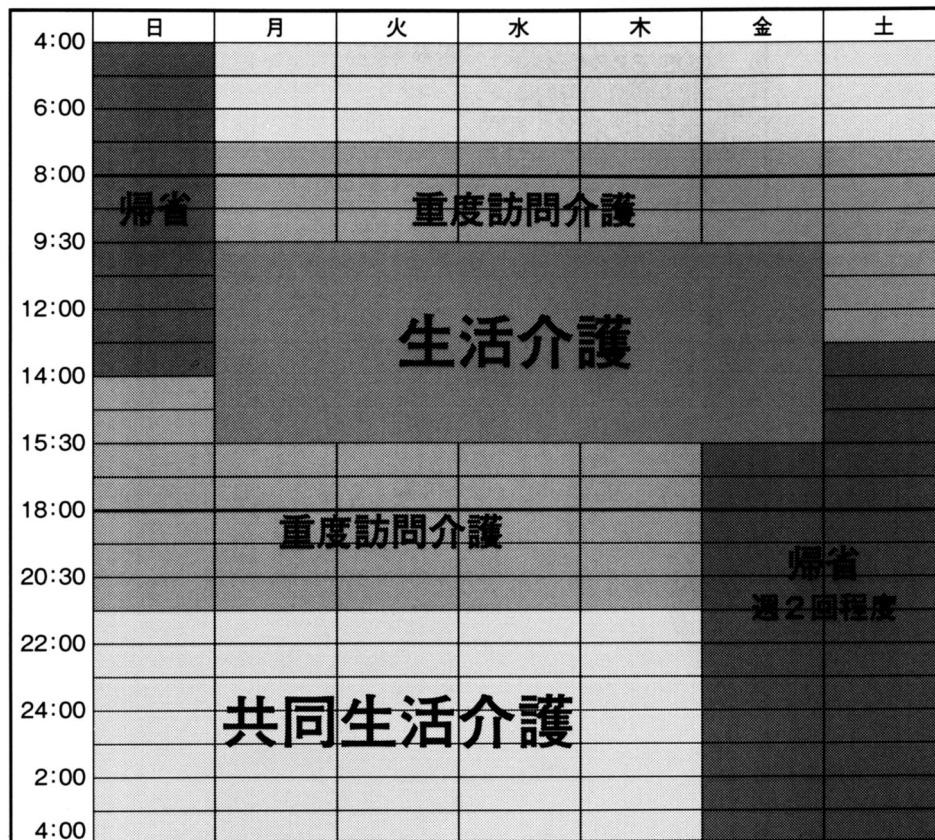 日 月 火 水 木 金 土
4:00
6:00
8:00
帰省 重度訪問介護
9:30
12:00
生活介護
14:00
15:30
18:00
重度訪問介護
帰省
20:30
週2回程度
22:00
24:00
共同生活介護
2:00
4:00